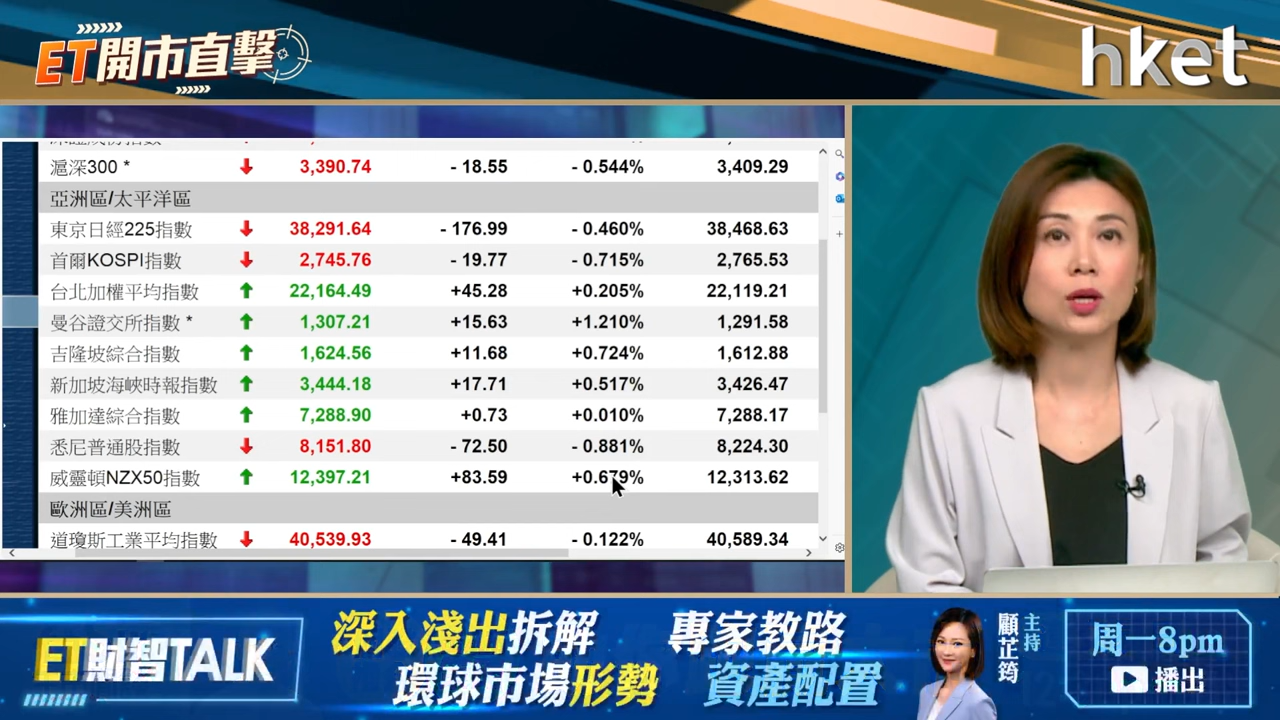 ET開市直擊
hket
滬深300 * 3,390.74 - 18.55 - 0.544% 3,409.29
亞洲區/太平洋區
東京日經225指數 38,291.64 - 176.99 - 0.460% 38,468.63
首爾KOSPI指數 2,745.76 - 19.77 - 0.715% 2,765.53
台北加權平均指數 22,164.49 +45.28 +0.205% 22,119.21
曼谷證交所指數 * 1,307.21 +15.63 +1.210% 1,291.58
吉隆坡綜合指數 1,624.56 +11.68 +0.724% 1,612.88
新加坡海峽時報指數 3,444.18 +17.71 +0.517% 3,426.47
雅加達綜合指數 7,288.90 +0.73 +0.010% 7,288.17
悉尼普通股指數 8,151.80 - 72.50 - 0.881% 8,224.30
威靈頓NZX50指數 12,397.21 +83.59 +0.679% 12,313.62
歐洲區/美洲區
道瓊斯工業平均指數 40,539.93 - 49.41 - 0.122% 40,589.34
ET財智TALK
深入淺出拆解
環球市場形勢
專家教路
資產配置
主持
顧芷筠
周一8pm
播出